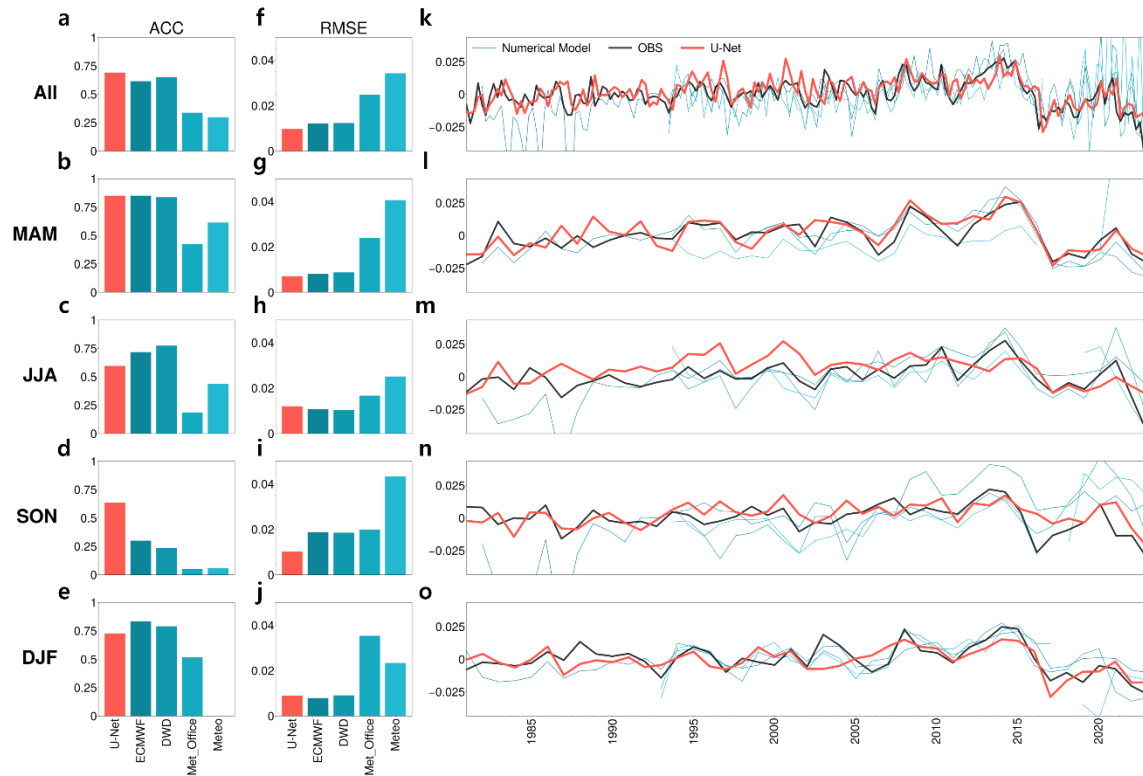 a ACC f RMSE k
All 1 0.75 0.5 0.25 0 0.04 0.02 0 0.025 0 −0.025 Numerical Model OBS U-Net
b g l
MAM 1 0.75 0.5 0.25 0 0.04 0.02 0 0.025 0 −0.025
c h m
JJA 1 0.75 0.5 0.25 0 0.04 0.02 0 0.025 0 −0.025
d i n
SON 1 0.75 0.5 0.25 0 0.04 0.02 0 0.025 0 −0.025
e j o
DJF 1 0.75 0.5 0.25 0 0.04 0.02 0 0.025 0 −0.025
U-Net ECMWF DWD Met_Office Meteo U-Net ECMWF DWD Met_Office Meteo 1985 1990 1995 2000 2005 2010 2015 2020